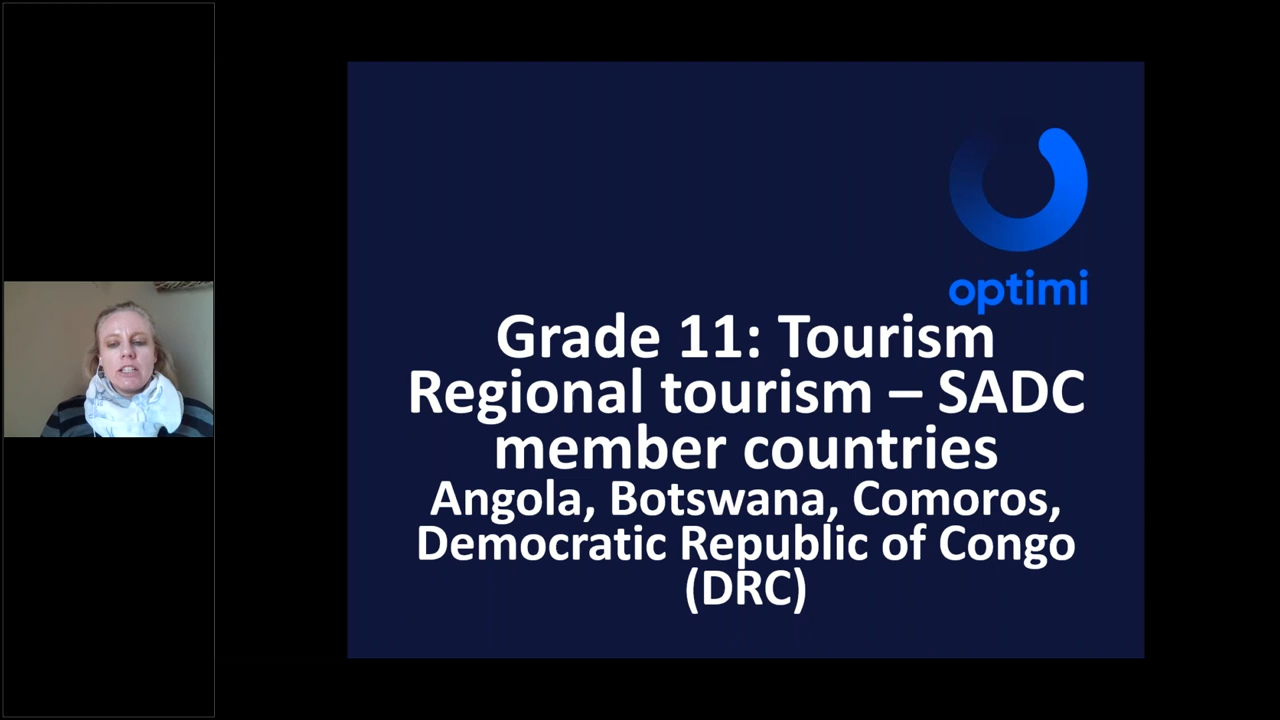 optimi
Grade 11: Tourism
Regional tourism – SADC
member countries
Angola, Botswana, Comoros,
Democratic Republic of Congo
(DRC)